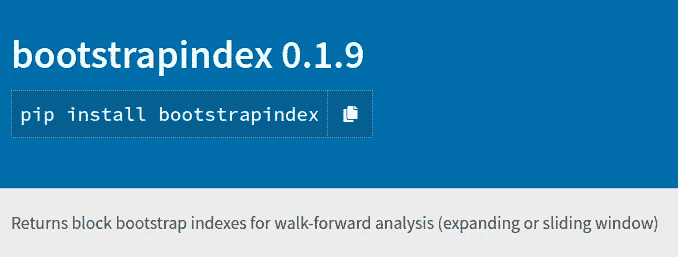 bootstrapindex 0.1.9
pip install bootstrapindex
Returns block bootstrap indexes for walk-forward analysis (expanding or sliding window)